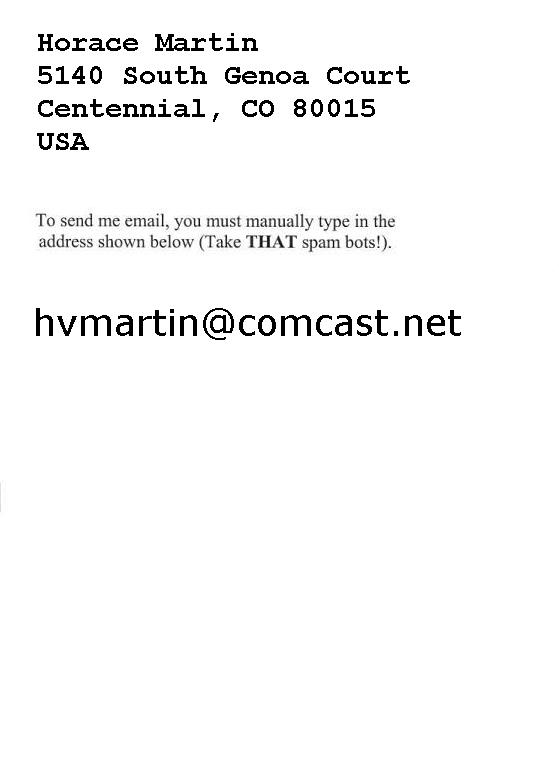 Horace Martin
5140 South Genoa Court
Centennial, CO 80015
USA
To send me email, you must manually type in the
address shown below (Take THAT spam bots!).
hvmartin@comcast.net